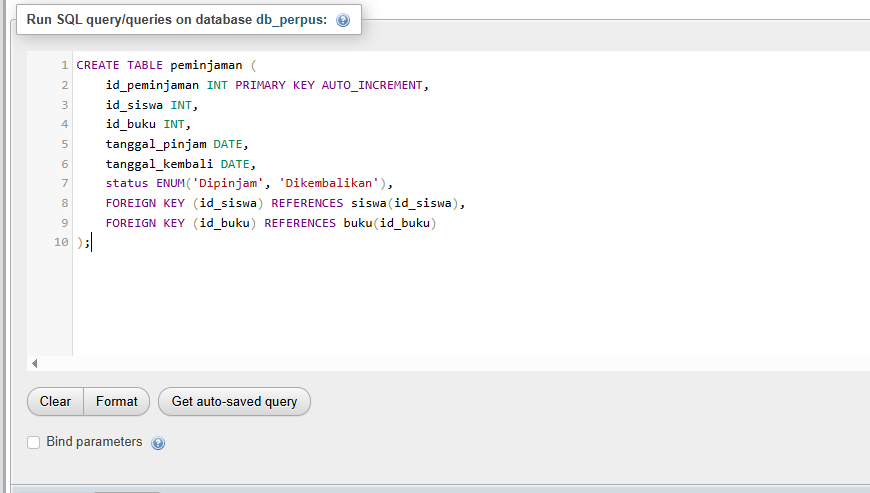 Run SQL query/queries on database db_perpus:
1 CREATE TABLE peminjaman (
2 id_peminjaman INT PRIMARY KEY AUTO_INCREMENT,
3 id_siswa INT,
4 id_buku INT,
5 tanggal_pinjam DATE,
6 tanggal_kembali DATE,
7 status ENUM('Dipinjam', 'Dikembalikan'),
8 FOREIGN KEY (id_siswa) REFERENCES siswa(id_siswa),
9 FOREIGN KEY (id_buku) REFERENCES buku(id_buku)
10 );
Clear Format Get auto-saved query
Bind parameters